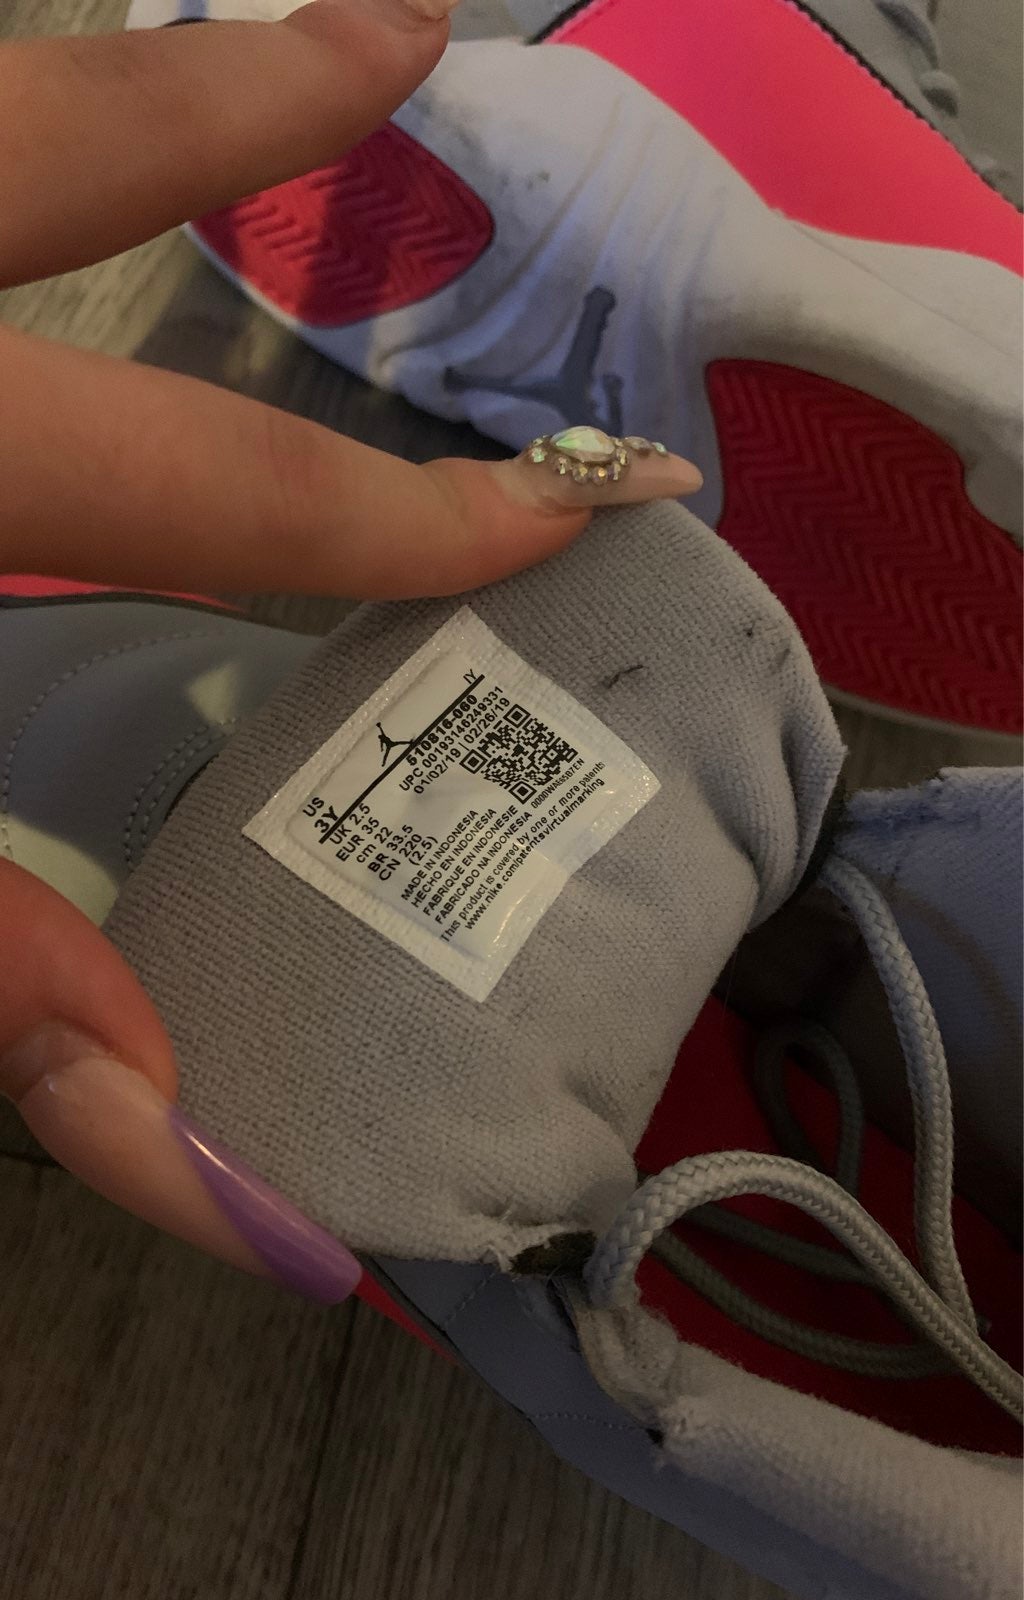 US
3Y
UK 2.5
EUR 35
cm 22
BR 33.5
CN 220
(2.5)
IY
510816-060
UPC 00193146249331
01/02/19 02/26/19
MADE IN INDONESIA
HECHO EN INDONESIA
FABRIQUE EN INDONESIE
FABRICADO NA INDONESIA
This product is covered by one or more patents
www.nike.com/patentsvirtualmarking